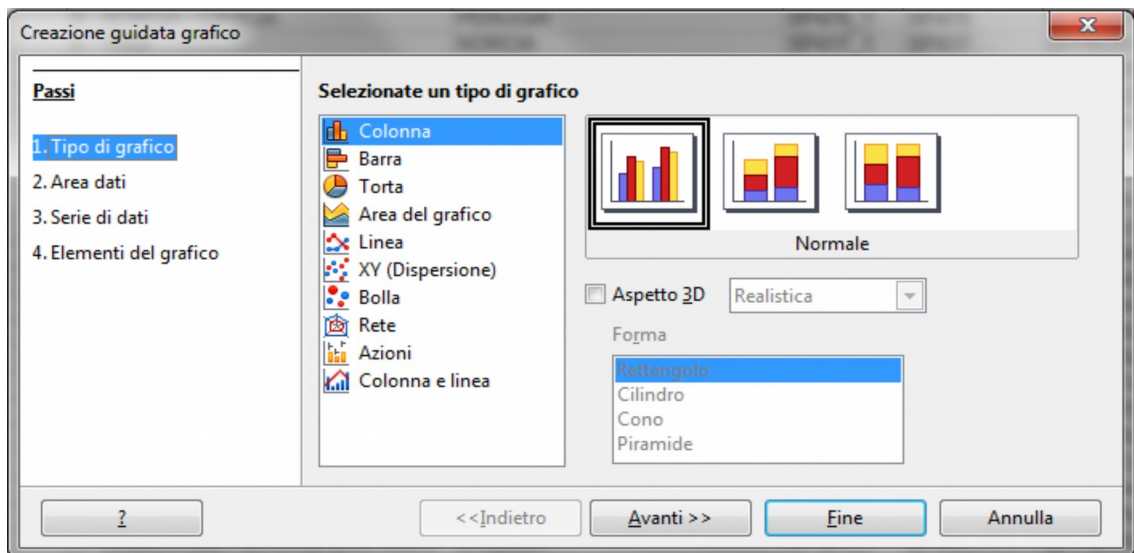 Creazione guidata grafico
Passi
1. Tipo di grafico
2. Area dati
3. Serie di dati
4. Elementi del grafico
Selezionate un tipo di grafico
Colonna
Barra
Torta
Area del grafico
Linea
XY (Dispersione)
Bolla
Rete
Azioni
Colonna e linea
Normale
Aspetto 3D
Realistica
Forma
Rettangolo
Cilindro
Cono
Piramide
?
<<Indietro
Avanti >>
Fine
Annulla